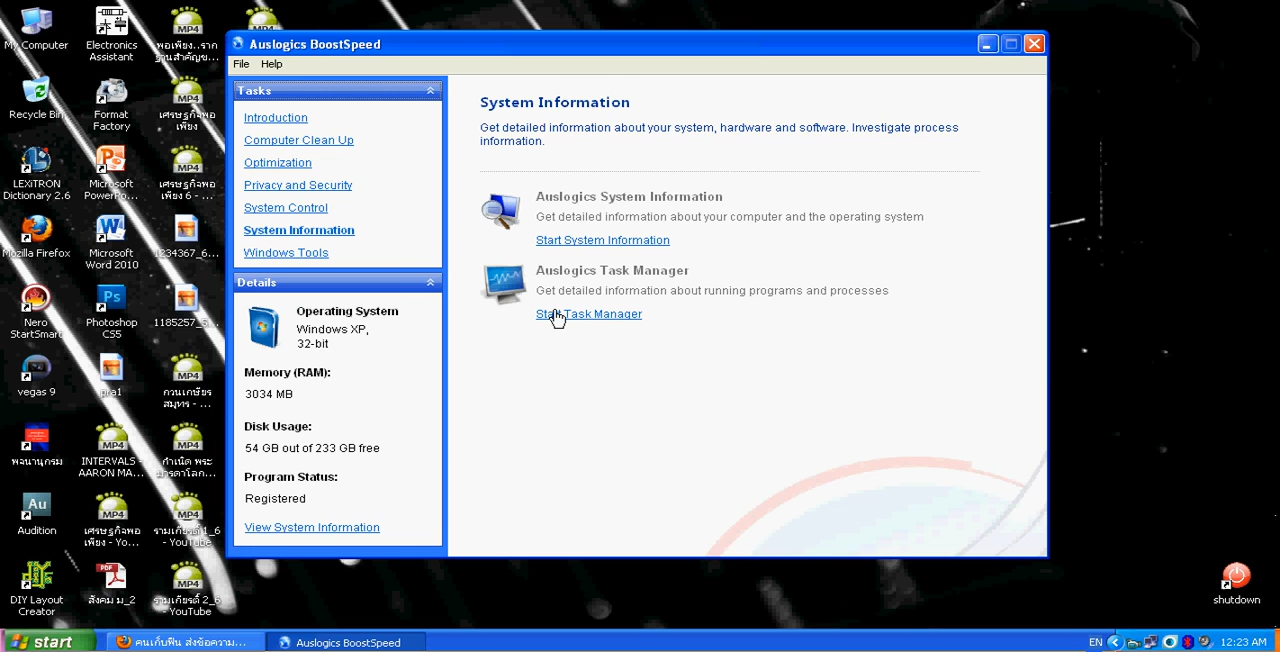 My Computer
Electronics
Assistant
พอเพียง..ราก
ฐานสำคัญข...
Recycle Bin
Format
Factory
เศรษฐกิจพอ
เพียง
LEXiTRON
Dictionary 2.6
Microsoft
PowerPo...
เศรษฐกิจพอ
เพียง 6 - ...
Mozilla Firefox
Microsoft
Word 2010
1234367_6...
Nero
StartSmart
Photoshop
CS5
1185257_5...
vegas 9
pra1
กวนเกษียร
สมุทร - ...
พจนานุกรม
INTERVALS -
AARON MA...
กำเนิด พระ
Audition
เศรษฐกิจพอ
เพียง - Yo...
รามเกียรติ์ 1_6
- YouTube
DIY Layout
Creator
สังคม ม_2
รามเกียรติ์ 2_6
- YouTube
shutdown
Auslogics BoostSpeed
File Help
Tasks
Introduction
Computer Clean Up
Optimization
Privacy and Security
System Control
System Information
Windows Tools
Details
Operating System
Windows XP,
32-bit
Memory (RAM):
3034 MB
Disk Usage:
54 GB out of 233 GB free
Program Status:
Registered
View System Information
System Information
Get detailed information about your system, hardware and software. Investigate process
information.
Auslogics System Information
Get detailed information about your computer and the operating system
Start System Information
Auslogics Task Manager
Get detailed information about running programs and processes
Start Task Manager
start
คนเก็บฟืน ส่งข้อความ...
Auslogics BoostSpeed
EN
12:23 AM